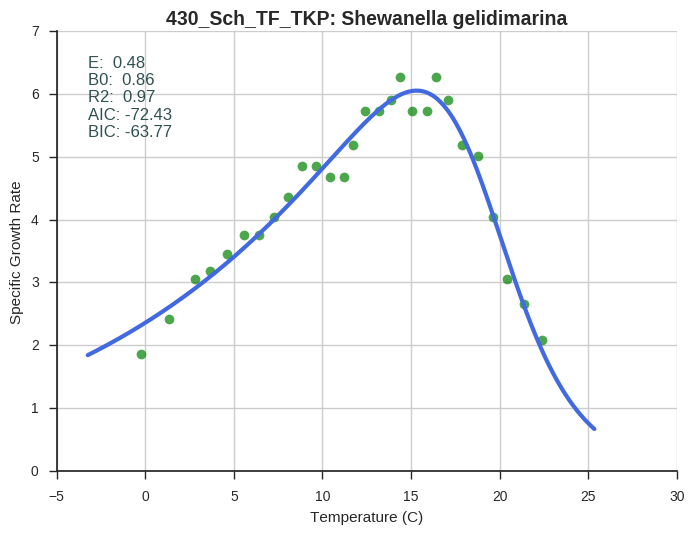 430_Sch_TF_TKP: Shewanella gelidimarina
E:  0.48
B0:  0.86
R2:  0.97
AIC: -72.43
BIC: -63.77
Specific Growth Rate
7
6
5
4
3
2
1
0
−5 0 5 10 15 20 25 30
Temperature (C)